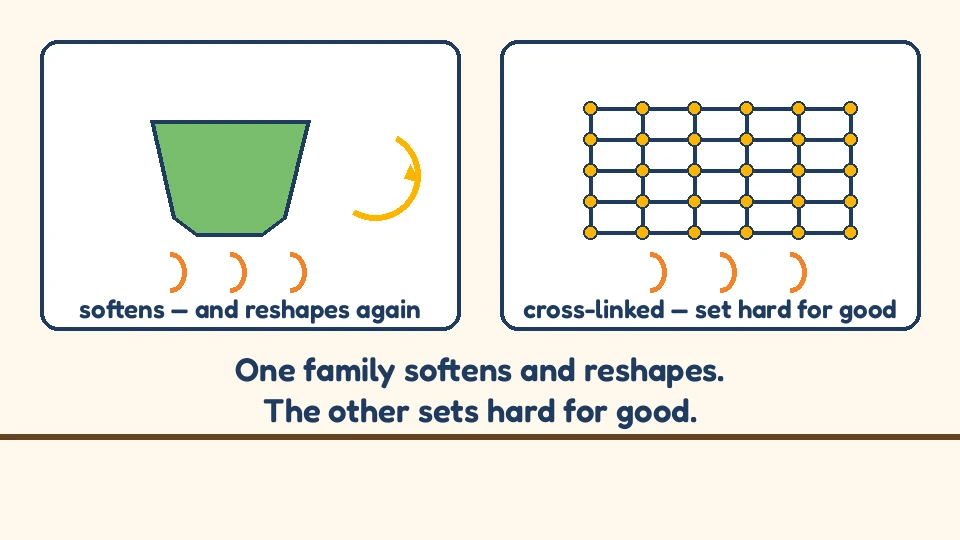 softens — and reshapes again
cross-linked — set hard for good
One family softens and reshapes.
The other sets hard for good.